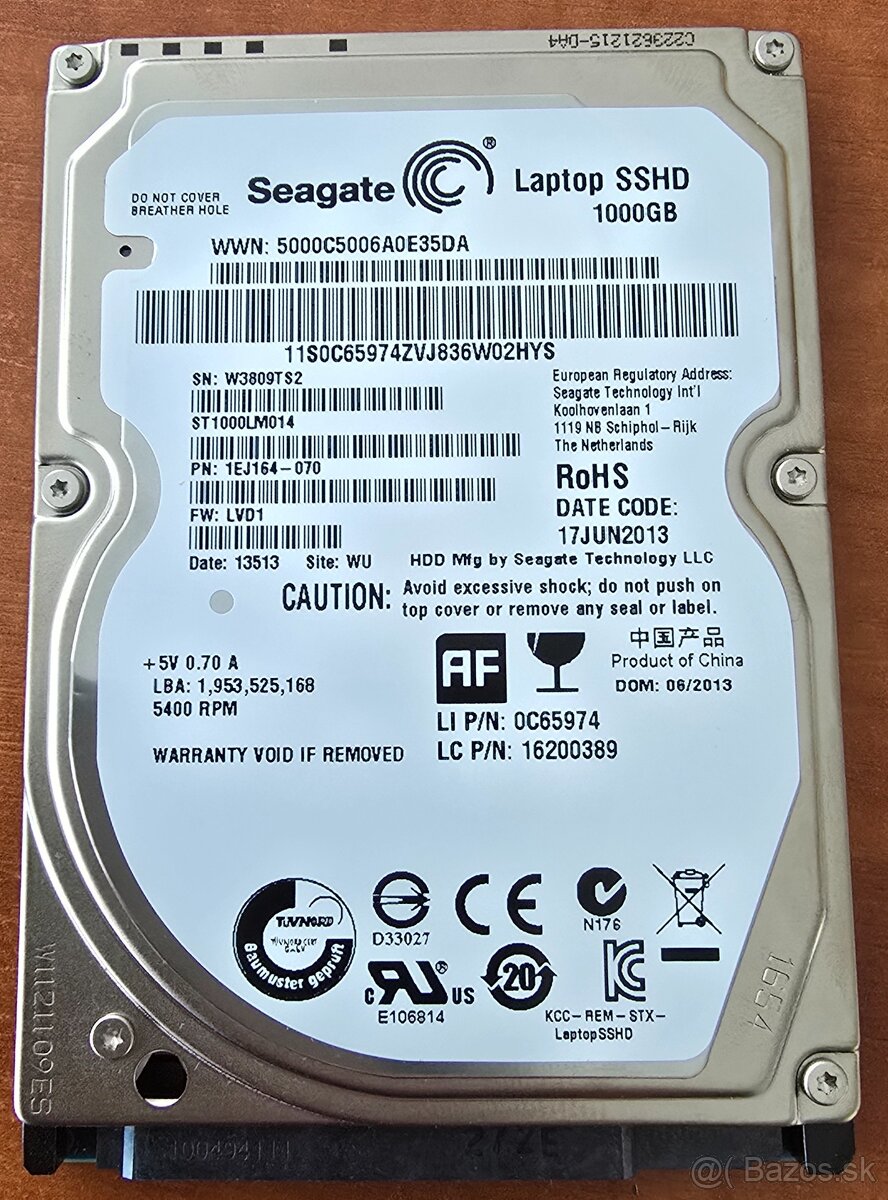 C223621215-DA4
DO NOT COVER
BREATHER HOLE
Seagate®
Laptop SSHD
1000GB
WWN: 5000C5006A0E35DA
11S0C65974ZVJ836W02HYS
SN: W3809TS2
ST1000LM014
PN: 1EJ164-070
FW: LVD1
Date: 13513 Site: WU
European Regulatory Address:
Seagate Technology Int'l
Koolhovenlaan 1
1119 NB Schiphol-Rijk
The Netherlands
RoHS
DATE CODE:
17JUN2013
HDD Mfg by Seagate Technology LLC
CAUTION: Avoid excessive shock; do not push on
top cover or remove any seal or label.
+5V 0.70 A
LBA: 1,953,525,168
5400 RPM
WARRANTY VOID IF REMOVED
AF
中国产品
Product of China
DOM: 06/2013
LI P/N: 0C65974
LC P/N: 16200389
TÜVNORD
Baumuster geprüft
D33027
CE
N176
c RU® US
E106814
20
KCC-REM-STX-
LaptopSSHD
1654
W1121109ES
@( Bazos.sk